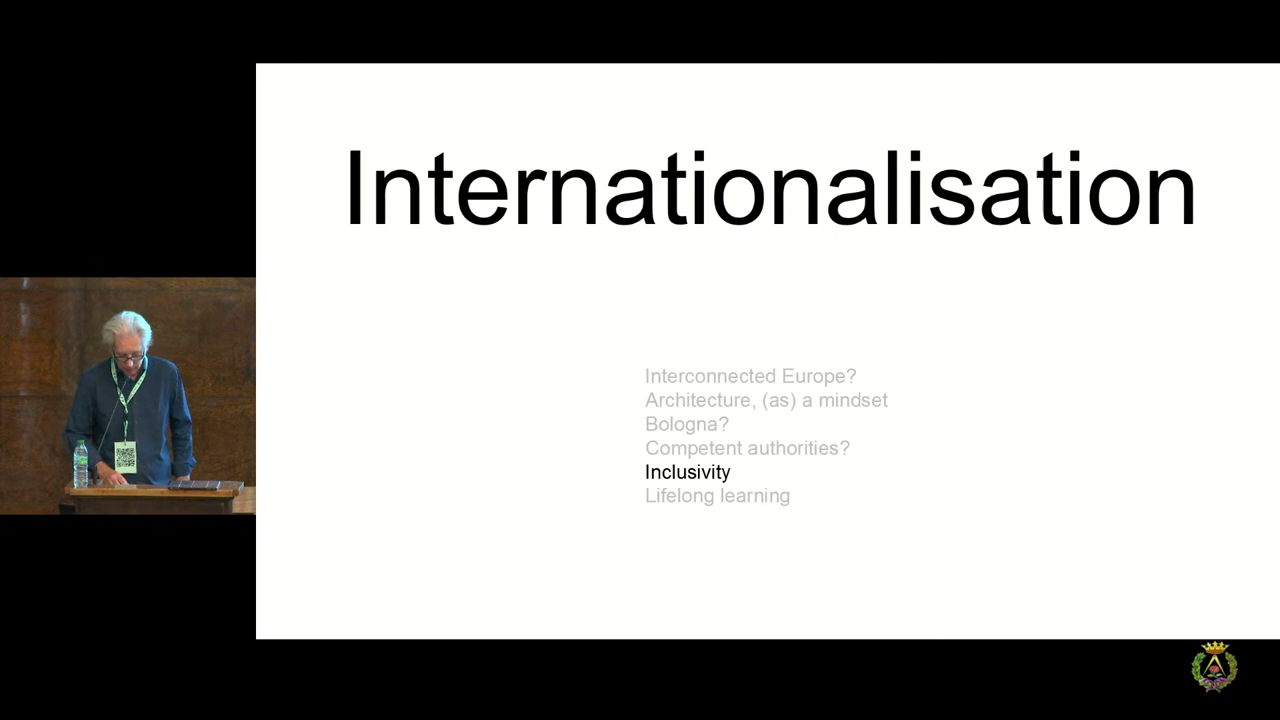 Internationalisation
Interconnected Europe?
Architecture, (as) a mindset
Bologna?
Competent authorities?
Inclusivity
Lifelong learning